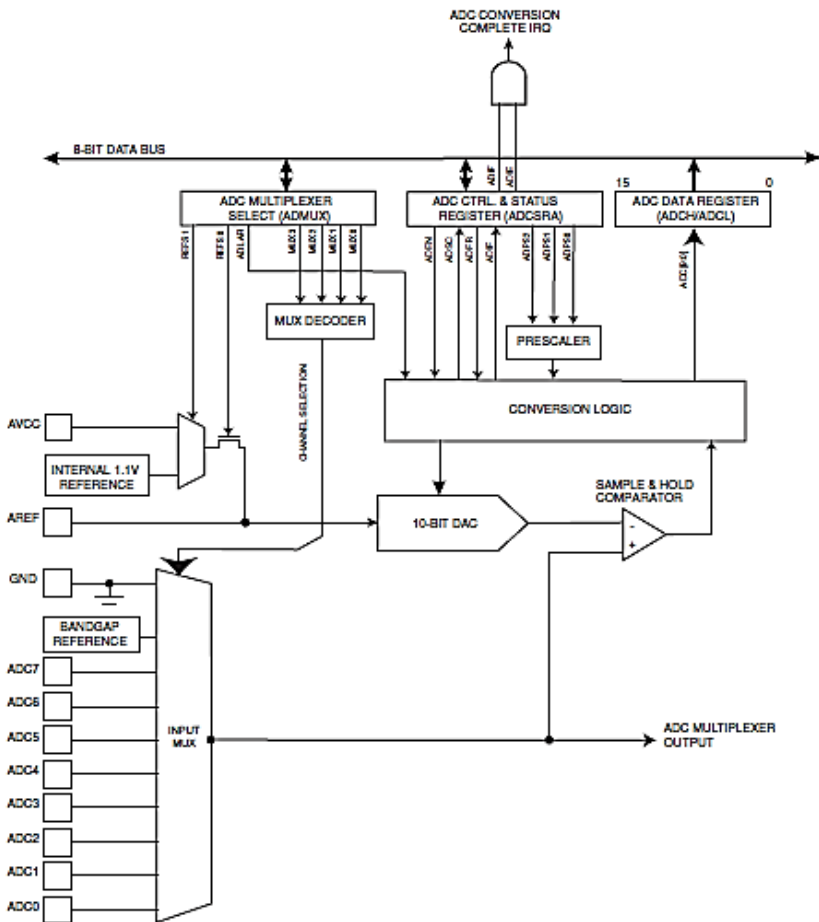 ADC CONVERSION
COMPLETE IRQ
8-BIT DATA BUS
ADIF
ADIE
15
0
ADC MULTIPLEXER
SELECT (ADMUX)
ADC CTRL. & STATUS
REGISTER (ADCSRA)
ADC DATA REGISTER
(ADCH/ADCL)
REFS1
REFS0
ADLAR
MUX3
MUX2
MUX1
MUX0
ADEN
ADSC
ADFR
ADIF
ADPS2
ADPS1
ADPS0
ADC[9:0]
MUX DECODER
PRESCALER
CHANNEL SELECTION
CONVERSION LOGIC
AVCC
INTERNAL 1.1V
REFERENCE
SAMPLE & HOLD
COMPARATOR
AREF
10-BIT DAC
-
+
GND
BANDGAP
REFERENCE
ADC7
ADC6
ADC5
INPUT
MUX
ADC MULTIPLEXER
OUTPUT
ADC4
ADC3
ADC2
ADC1
ADC0